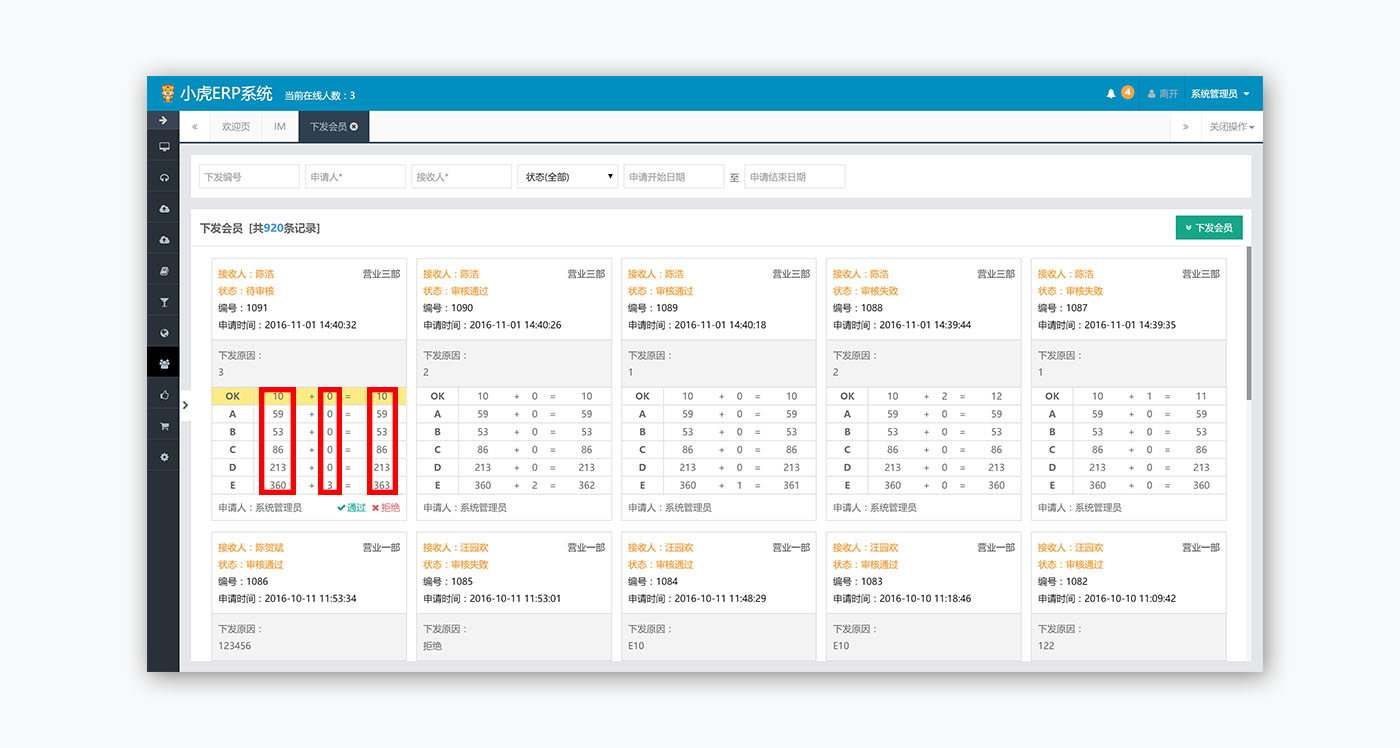 小虎ERP系统 当前在线人数：3 4 离开 系统管理员
欢迎页 IM 下发会员 关闭操作
下发编号 申请人* 接收人* 状态(全部) 申请开始日期 至 申请结束日期
下发会员 [共920条记录] 下发会员
接收人：陈浩 营业三部
状态：待审核
编号：1091
申请时间：2016-11-01 14:40:32
下发原因：
3
OK 10 + 0 = 10
A 59 + 0 = 59
B 53 + 0 = 53
C 86 + 0 = 86
D 213 + 0 = 213
E 360 + 3 = 363
申请人：系统管理员 通过 拒绝
接收人：陈浩 营业三部
状态：审核通过
编号：1090
申请时间：2016-11-01 14:40:26
下发原因：
2
OK 10 + 0 = 10
A 59 + 0 = 59
B 53 + 0 = 53
C 86 + 0 = 86
D 213 + 0 = 213
E 360 + 2 = 362
申请人：系统管理员
接收人：陈浩 营业三部
状态：审核通过
编号：1089
申请时间：2016-11-01 14:40:18
下发原因：
1
OK 10 + 0 = 10
A 59 + 0 = 59
B 53 + 0 = 53
C 86 + 0 = 86
D 213 + 0 = 213
E 360 + 1 = 361
申请人：系统管理员
接收人：陈浩 营业三部
状态：审核失败
编号：1088
申请时间：2016-11-01 14:39:44
下发原因：
2
OK 10 + 2 = 12
A 59 + 0 = 59
B 53 + 0 = 53
C 86 + 0 = 86
D 213 + 0 = 213
E 360 + 0 = 360
申请人：系统管理员
接收人：陈浩 营业三部
状态：审核失败
编号：1087
申请时间：2016-11-01 14:39:35
下发原因：
1
OK 10 + 1 = 11
A 59 + 0 = 59
B 53 + 0 = 53
C 86 + 0 = 86
D 213 + 0 = 213
E 360 + 0 = 360
申请人：系统管理员
接收人：陈贺斌 营业一部
状态：审核通过
编号：1086
申请时间：2016-10-11 11:53:34
下发原因：
123456
接收人：汪园欢 营业一部
状态：审核失败
编号：1085
申请时间：2016-10-11 11:53:01
下发原因：
拒绝
接收人：汪园欢 营业一部
状态：审核通过
编号：1084
申请时间：2016-10-11 11:48:29
下发原因：
E10
接收人：汪园欢 营业一部
状态：审核通过
编号：1083
申请时间：2016-10-10 11:18:46
下发原因：
E10
接收人：汪园欢 营业一部
状态：审核通过
编号：1082
申请时间：2016-10-10 11:09:42
下发原因：
122